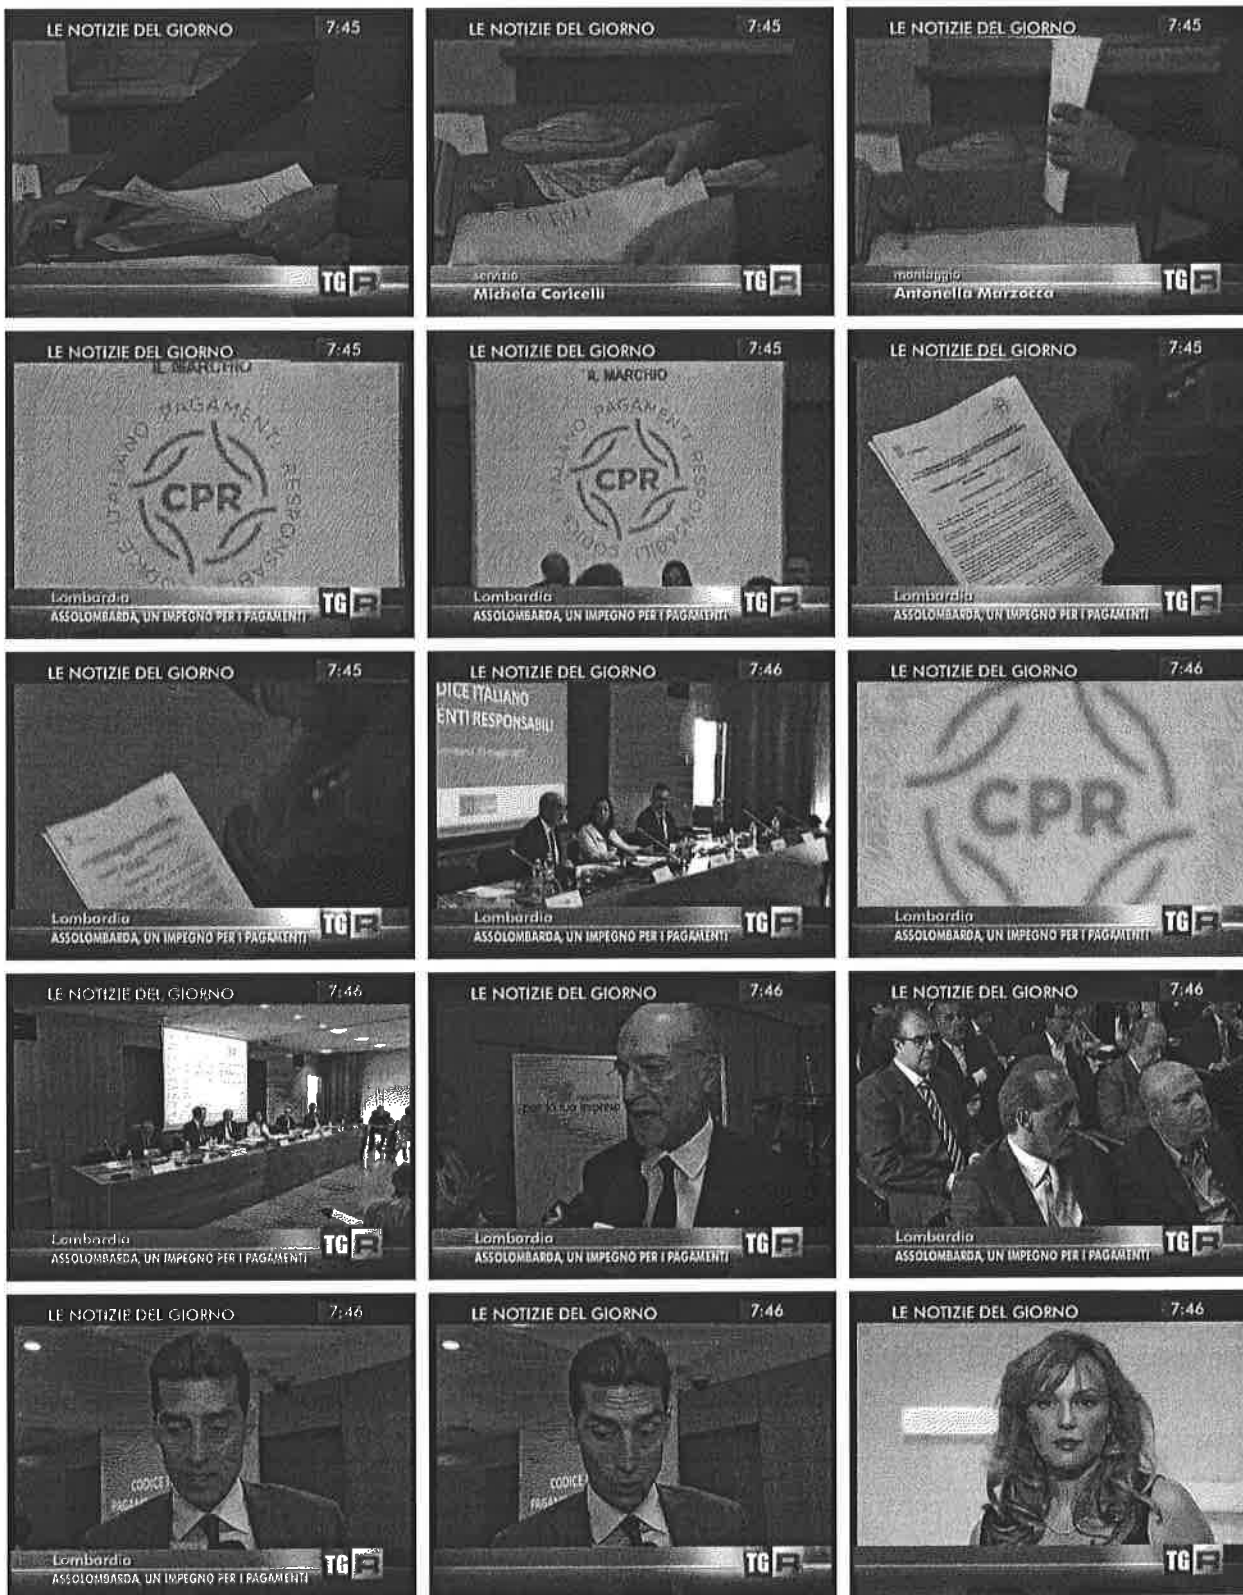 LE NOTIZIE DEL GIORNO 7:45
TG R
LE NOTIZIE DEL GIORNO 7:45
servizio
Michela Coricelli
TG R
LE NOTIZIE DEL GIORNO 7:45
montaggio
Antonella Marzocca
TG R
LE NOTIZIE DEL GIORNO 7:45
IL MARCHIO
ITALIANO PAGAMENTI
CPR
Lombardia
ASSOLOMBARDA, UN IMPEGNO PER I PAGAMENTI
TG R
LE NOTIZIE DEL GIORNO 7:45
IL MARCHIO
CODICE ITALIANO PAGAMENTI RESPONSABILI
CPR
Lombardia
ASSOLOMBARDA, UN IMPEGNO PER I PAGAMENTI
TG R
LE NOTIZIE DEL GIORNO 7:45
Lombardia
ASSOLOMBARDA, UN IMPEGNO PER I PAGAMENTI
TG R
LE NOTIZIE DEL GIORNO 7:45
Lombardia
ASSOLOMBARDA, UN IMPEGNO PER I PAGAMENTI
TG R
LE NOTIZIE DEL GIORNO 7:46
DICE ITALIANO
ENTI RESPONSABILI
Lombardia
ASSOLOMBARDA, UN IMPEGNO PER I PAGAMENTI
TG R
LE NOTIZIE DEL GIORNO 7:46
CPR
Lombardia
ASSOLOMBARDA, UN IMPEGNO PER I PAGAMENTI
TG R
LE NOTIZIE DEL GIORNO 7:46
Lombardia
ASSOLOMBARDA, UN IMPEGNO PER I PAGAMENTI
TG R
LE NOTIZIE DEL GIORNO 7:46
per la tua impresa
Lombardia
ASSOLOMBARDA, UN IMPEGNO PER I PAGAMENTI
TG R
LE NOTIZIE DEL GIORNO 7:46
Lombardia
ASSOLOMBARDA, UN IMPEGNO PER I PAGAMENTI
TG R
LE NOTIZIE DEL GIORNO 7:46
CODICE
Lombardia
ASSOLOMBARDA, UN IMPEGNO PER I PAGAMENTI
TG R
LE NOTIZIE DEL GIORNO 7:46
CODICE
TG R
LE NOTIZIE DEL GIORNO 7:46
TG R